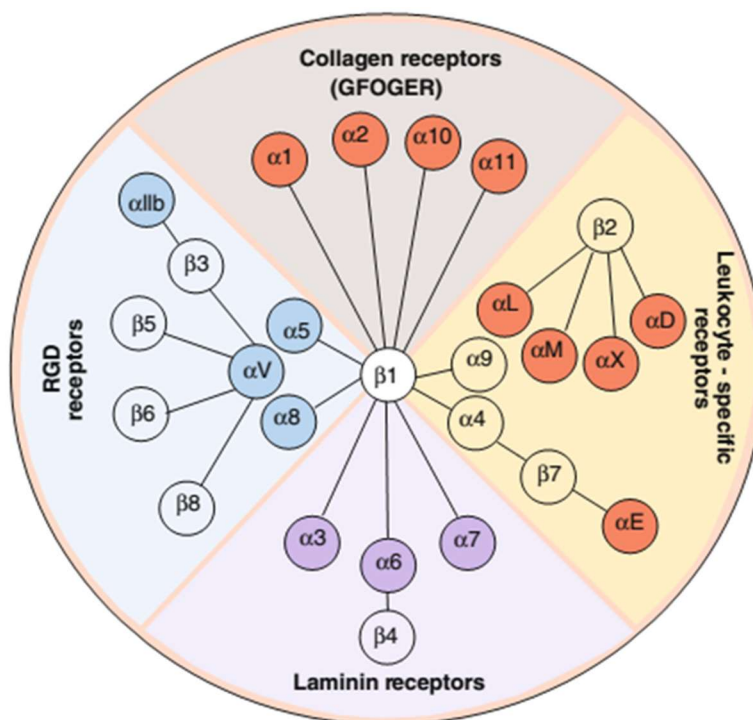 Collagen receptors
(GFOGER)
α1
α2
α10
α11
αIIb
β3
β5
α5
αV
β6
α8
β8
RGD
receptors
β1
β2
αL
αM
αX
αD
α9
α4
β7
αE
Leukocyte - specific
receptors
α3
α6
α7
β4
Laminin receptors